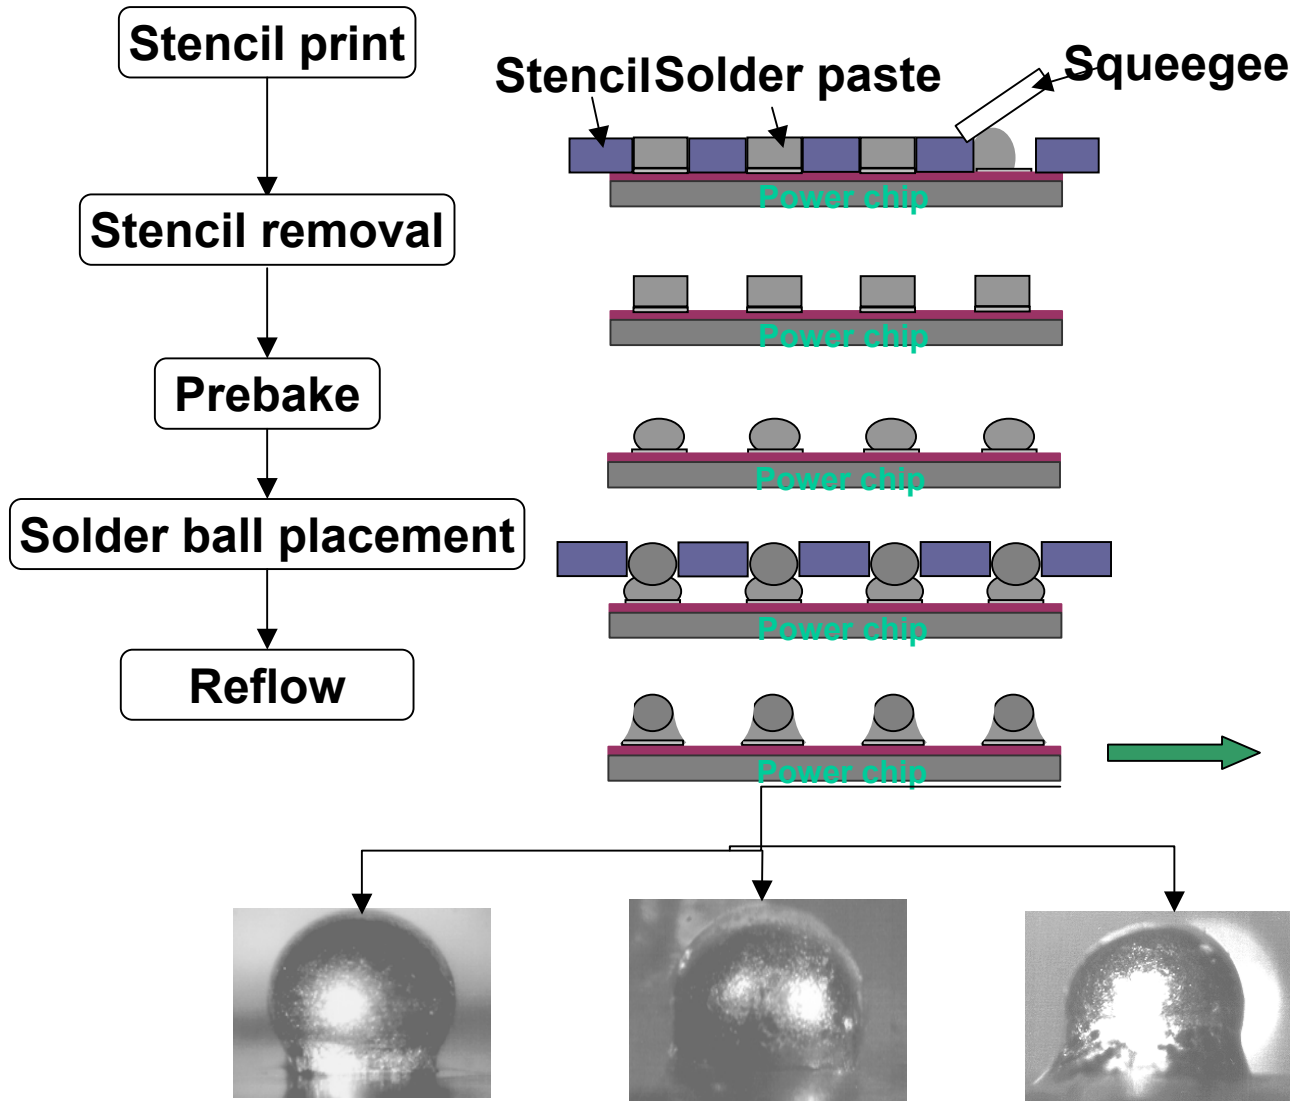 Stencil print
Stencil removal
Prebake
Solder ball placement
Reflow
Stencil
Solder paste
Squeegee
Power chip
Power chip
Power chip
Power chip
Power chip